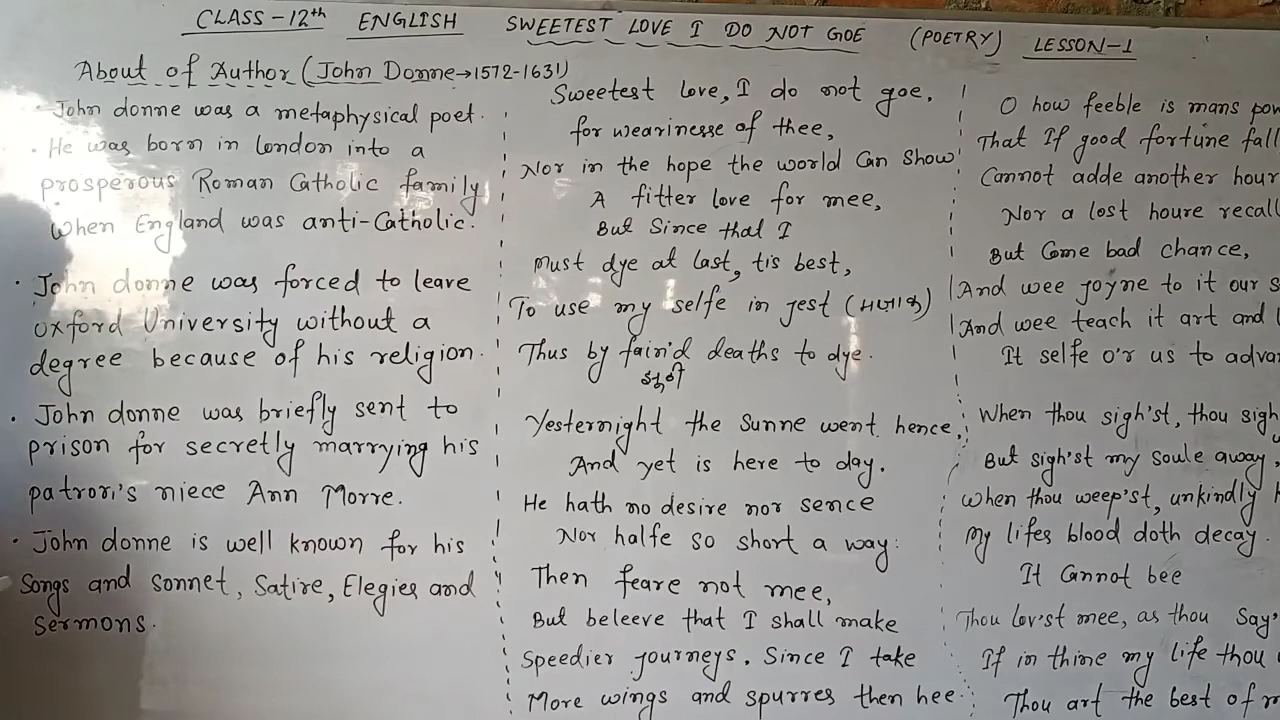 CLASS-12th ENGLISH SWEETEST LOVE I DO NOT GOE (POETRY) LESSON-1
About of Author (John Donne→1572-1631)
· John donne was a metaphysical poet.
· He was born in london into a
prosperous Roman Catholic family
when England was anti-Catholic.
· John donne was forced to leave
oxford University without a
degree because of his religion.
· John donne was briefly sent to
prison for secretly marrying his
patrori's niece Ann Morre.
· John donne is well known for his
Songs and sonnet, Satire, Elegies and
Sermons.
Sweetest love, I do not goe,
for wearinesse of thee,
Nor in the hope the world Can show
A fitter love for mee,
But Since that I
Must dye at last, tis best,
To use my selfe in jest (मजाक)
Thus by fain'd deaths to dye.
झूठी
Yesternight the Sunne went hence,
And yet is here to day.
He hath no desire nor sence
Nor halfe so short a way:
Then feare not mee,
But beleeve that I shall make
Speedier journeys. Since I take
More wings and spurres then hee.
O how feeble is mans pow
That If good fortune fall
Cannot adde another hour
Nor a lost houre recall
But Come bad chance,
And wee joyne to it our s
And wee teach it art and l
It selfe o'r us to advan
When thou sigh'st, thou sigh
But sigh'st my soule away,
When thou weep'st, unkindly k
My lifes blood doth decay.
It Cannot bee
Thou lov'st mee, as thou Say'
If in thine my life thou
Thou art the best of m